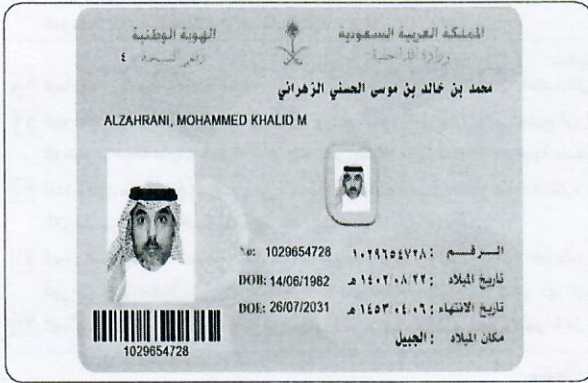 المملكة العربية السعودية
الهوية الوطنية
وزارة الداخلية
رقم النسخة ٤
محمد بن خالد بن موسى الحسني الزهراني
ALZAHRANI, MOHAMMED KHALID M
الرقم : ١٠٢٩٦٥٤٧٢٨ No: 1029654728
تاريخ الميلاد : ١٤٠٢/٠٨/٢٢ هـ DOB: 14/06/1982
تاريخ الانتهاء : ١٤٥٣/٠٤/٠٦ هـ DOE: 26/07/2031
مكان الميلاد : الجبيل
1029654728